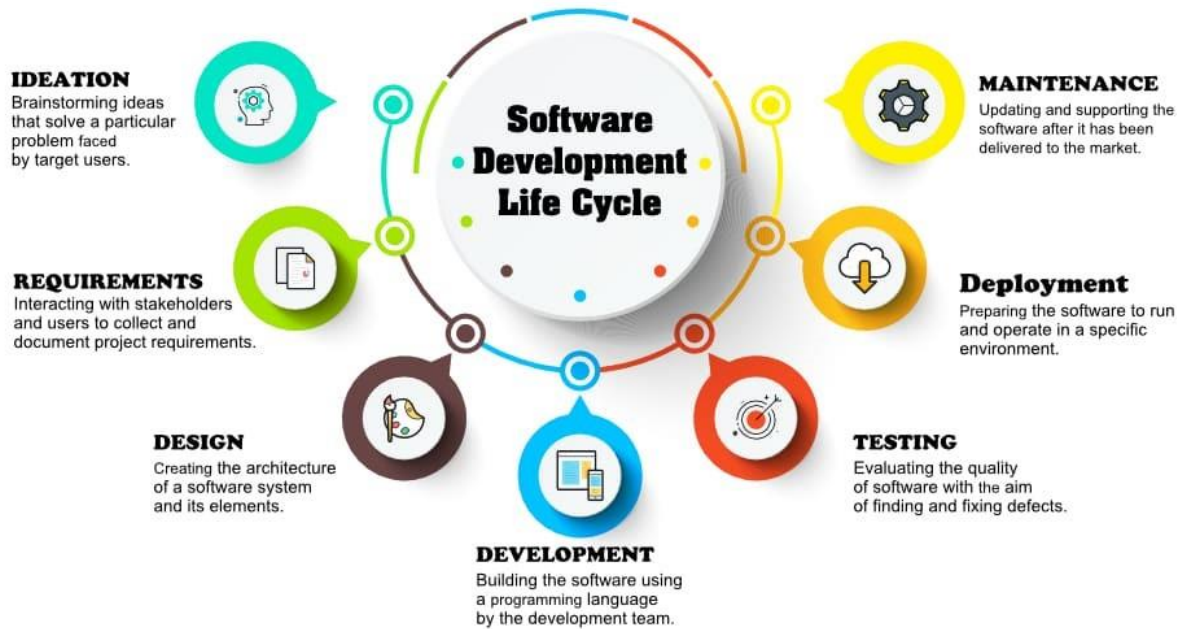 Software
Development
Life Cycle
IDEATION
Brainstorming ideas
that solve a particular
problem faced
by target users.
REQUIREMENTS
Interacting with stakeholders
and users to collect and
document project requirements.
DESIGN
Creating the architecture
of a software system
and its elements.
DEVELOPMENT
Building the software using
a programming language
by the development team.
TESTING
Evaluating the quality
of software with the aim
of finding and fixing defects.
Deployment
Preparing the software to run
and operate in a specific
environment.
MAINTENANCE
Updating and supporting the
software after it has been
delivered to the market.